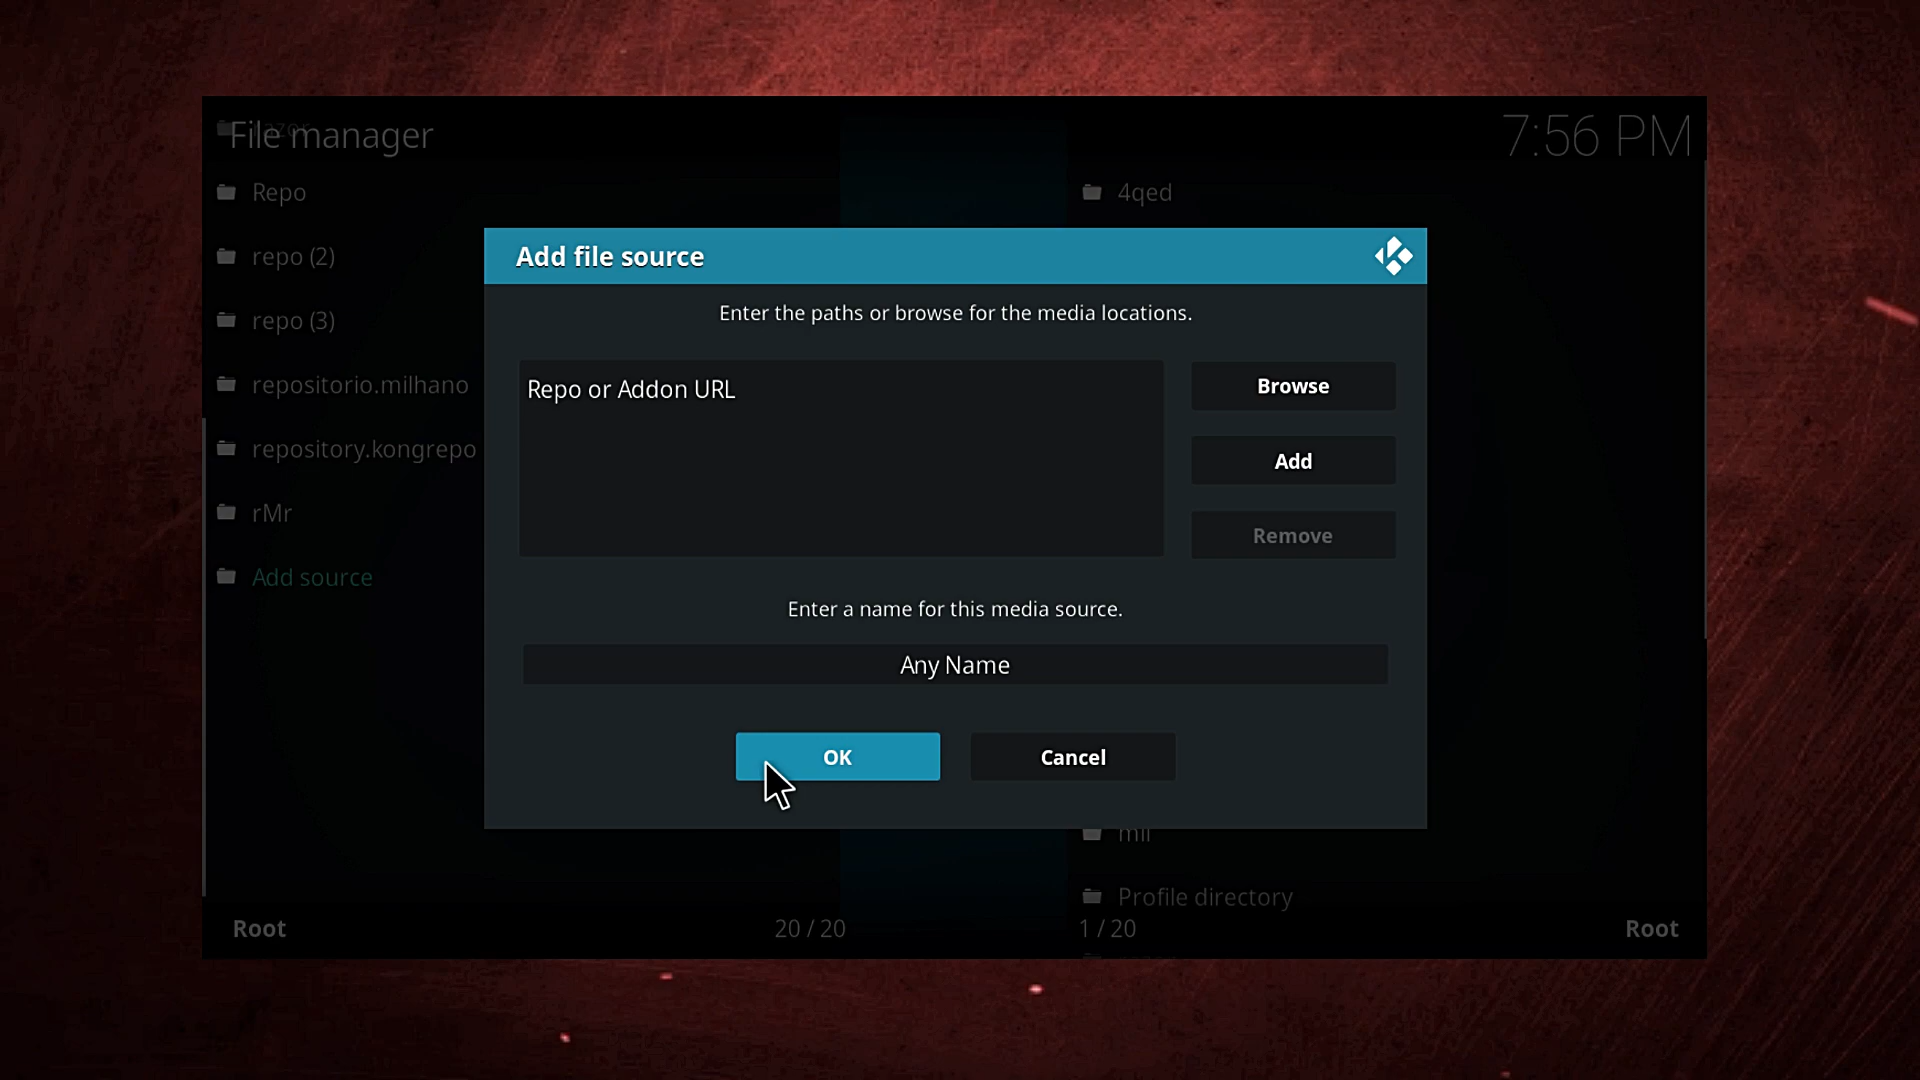 File manager
7:56 PM
Repo
4qed
repo (2)
repo (3)
repositorio.milhano
repository.kongrepo
rMr
Add source
Add file source
Enter the paths or browse for the media locations.
Repo or Addon URL
Browse
Add
Remove
Enter a name for this media source.
Any Name
OK
Cancel
mil
Profile directory
Root
20 / 20
1 / 20
Root